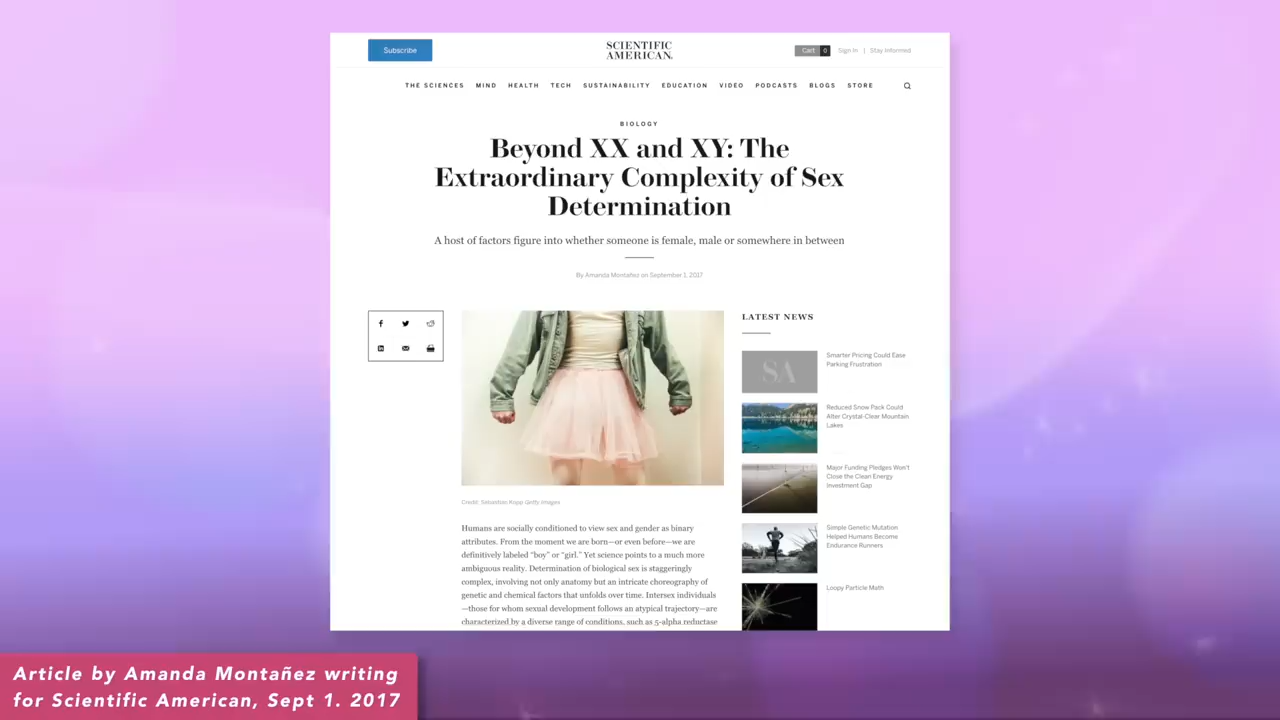 Subscribe
SCIENTIFIC
AMERICAN.
Cart 0 Sign In | Stay Informed
THE SCIENCES MIND HEALTH TECH SUSTAINABILITY EDUCATION VIDEO PODCASTS BLOGS STORE
BIOLOGY
Beyond XX and XY: The
Extraordinary Complexity of Sex
Determination
A host of factors figure into whether someone is female, male or somewhere in between
By Amanda Montañez on September 1, 2017
Credit: Sebastian Kopp Getty Images
Humans are socially conditioned to view sex and gender as binary
attributes. From the moment we are born—or even before—we are
definitively labeled “boy” or “girl.” Yet science points to a much more
ambiguous reality. Determination of biological sex is staggeringly
complex, involving not only anatomy but an intricate choreography of
genetic and chemical factors that unfolds over time. Intersex individuals
—those for whom sexual development follows an atypical trajectory—are
characterized by a diverse range of conditions, such as 5-alpha reductase
LATEST NEWS
SA
Smarter Pricing Could Ease
Parking Frustration
Reduced Snow Pack Could
Alter Crystal-Clear Mountain
Lakes
Major Funding Pledges Won't
Close the Clean Energy
Investment Gap
Simple Genetic Mutation
Helped Humans Become
Endurance Runners
Loopy Particle Math
Article by Amanda Montañez writing
for Scientific American, Sept 1. 2017